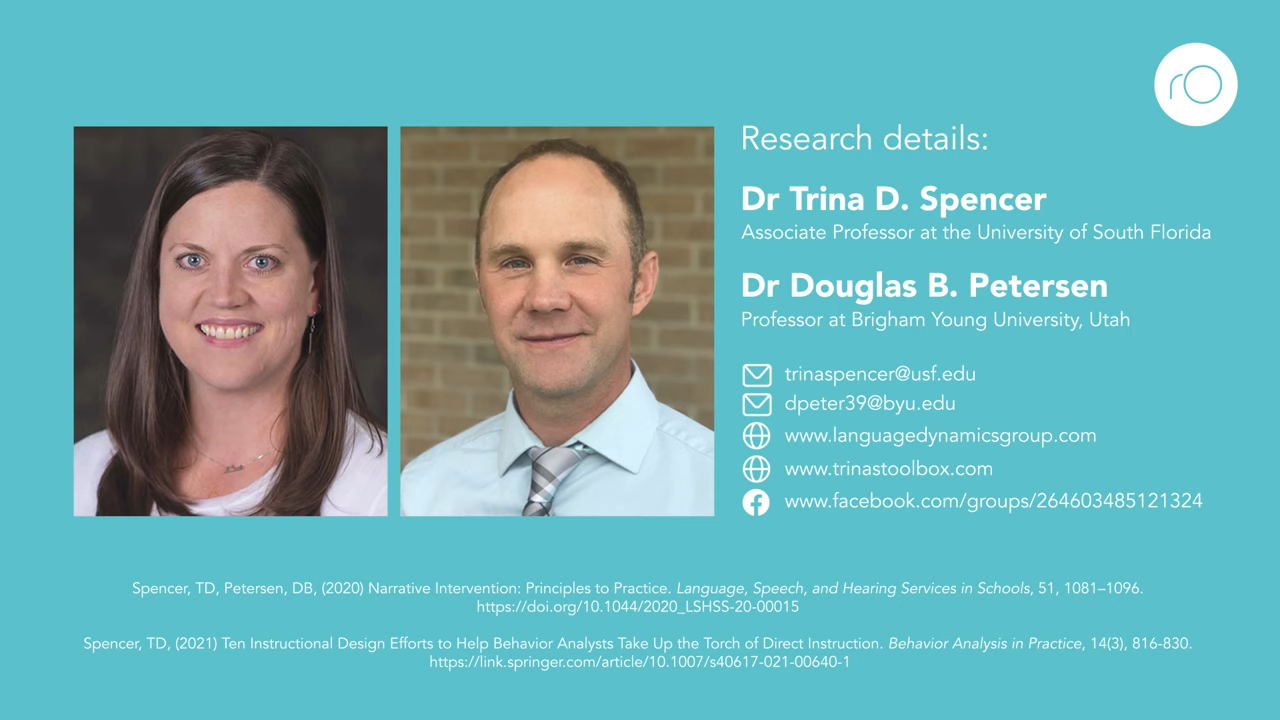 rO
Research details:
Dr Trina D. Spencer
Associate Professor at the University of South Florida
Dr Douglas B. Petersen
Professor at Brigham Young University, Utah
trinaspencer@usf.edu
dpeter39@byu.edu
www.languagedynamicsgroup.com
www.trinastoolbox.com
www.facebook.com/groups/264603485121324
Spencer, TD, Petersen, DB, (2020) Narrative Intervention: Principles to Practice. Language, Speech, and Hearing Services in Schools, 51, 1081–1096.
https://doi.org/10.1044/2020_LSHSS-20-00015
Spencer, TD, (2021) Ten Instructional Design Efforts to Help Behavior Analysts Take Up the Torch of Direct Instruction. Behavior Analysis in Practice, 14(3), 816-830.
https://link.springer.com/article/10.1007/s40617-021-00640-1